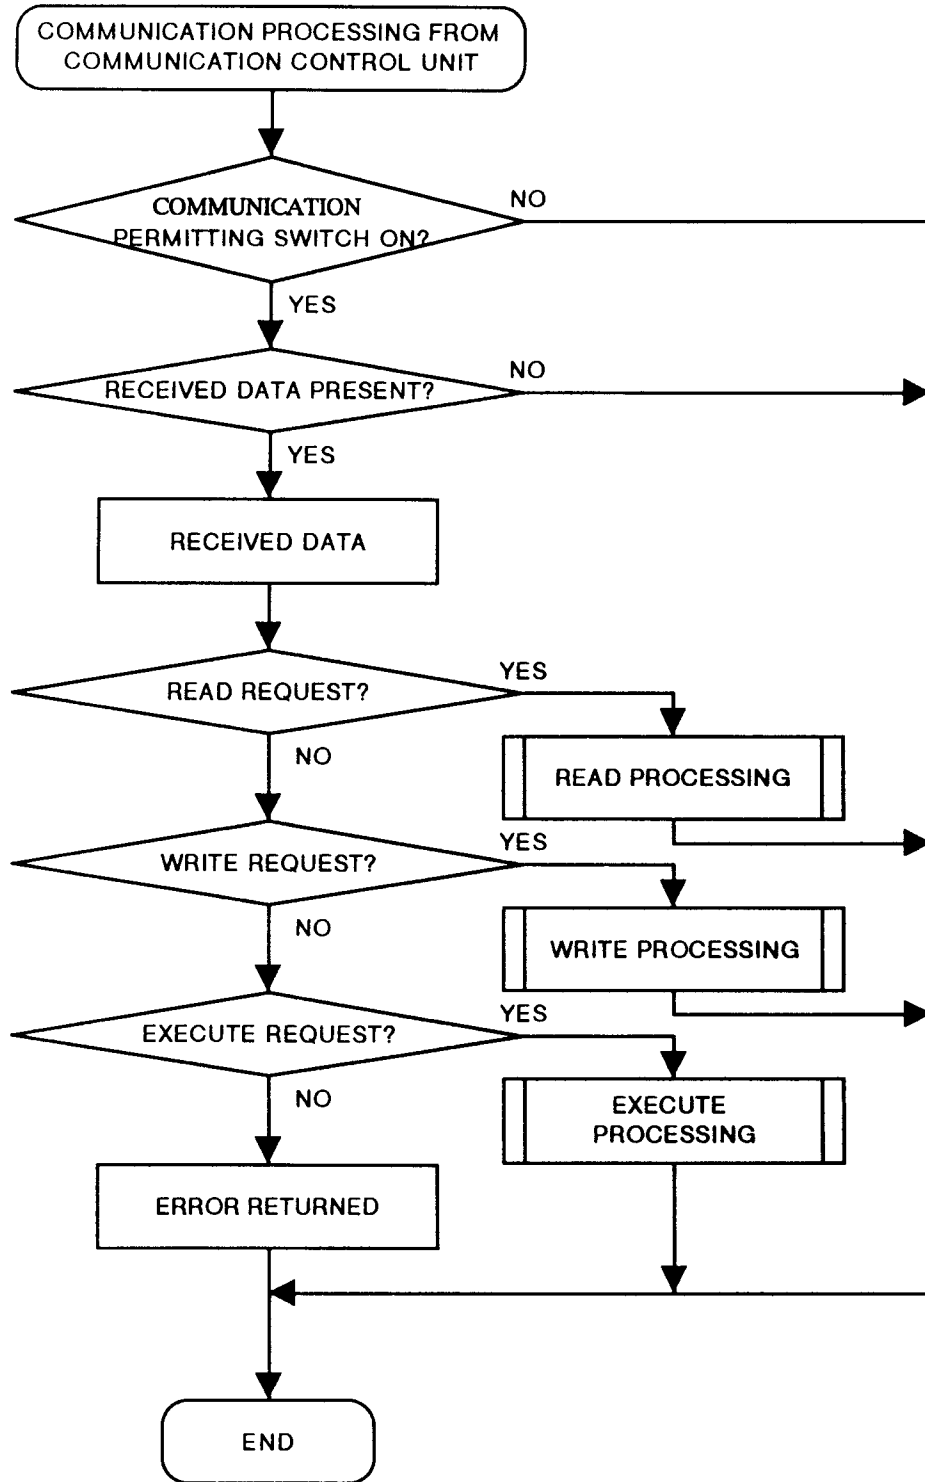 COMMUNICATION PROCESSING FROM
COMMUNICATION CONTROL UNIT
COMMUNICATION
PERMITTING SWITCH ON?
NO
YES
RECEIVED DATA PRESENT?
NO
YES
RECEIVED DATA
READ REQUEST?
YES
NO
READ PROCESSING
WRITE REQUEST?
YES
NO
WRITE PROCESSING
EXECUTE REQUEST?
YES
NO
EXECUTE
PROCESSING
ERROR RETURNED
END